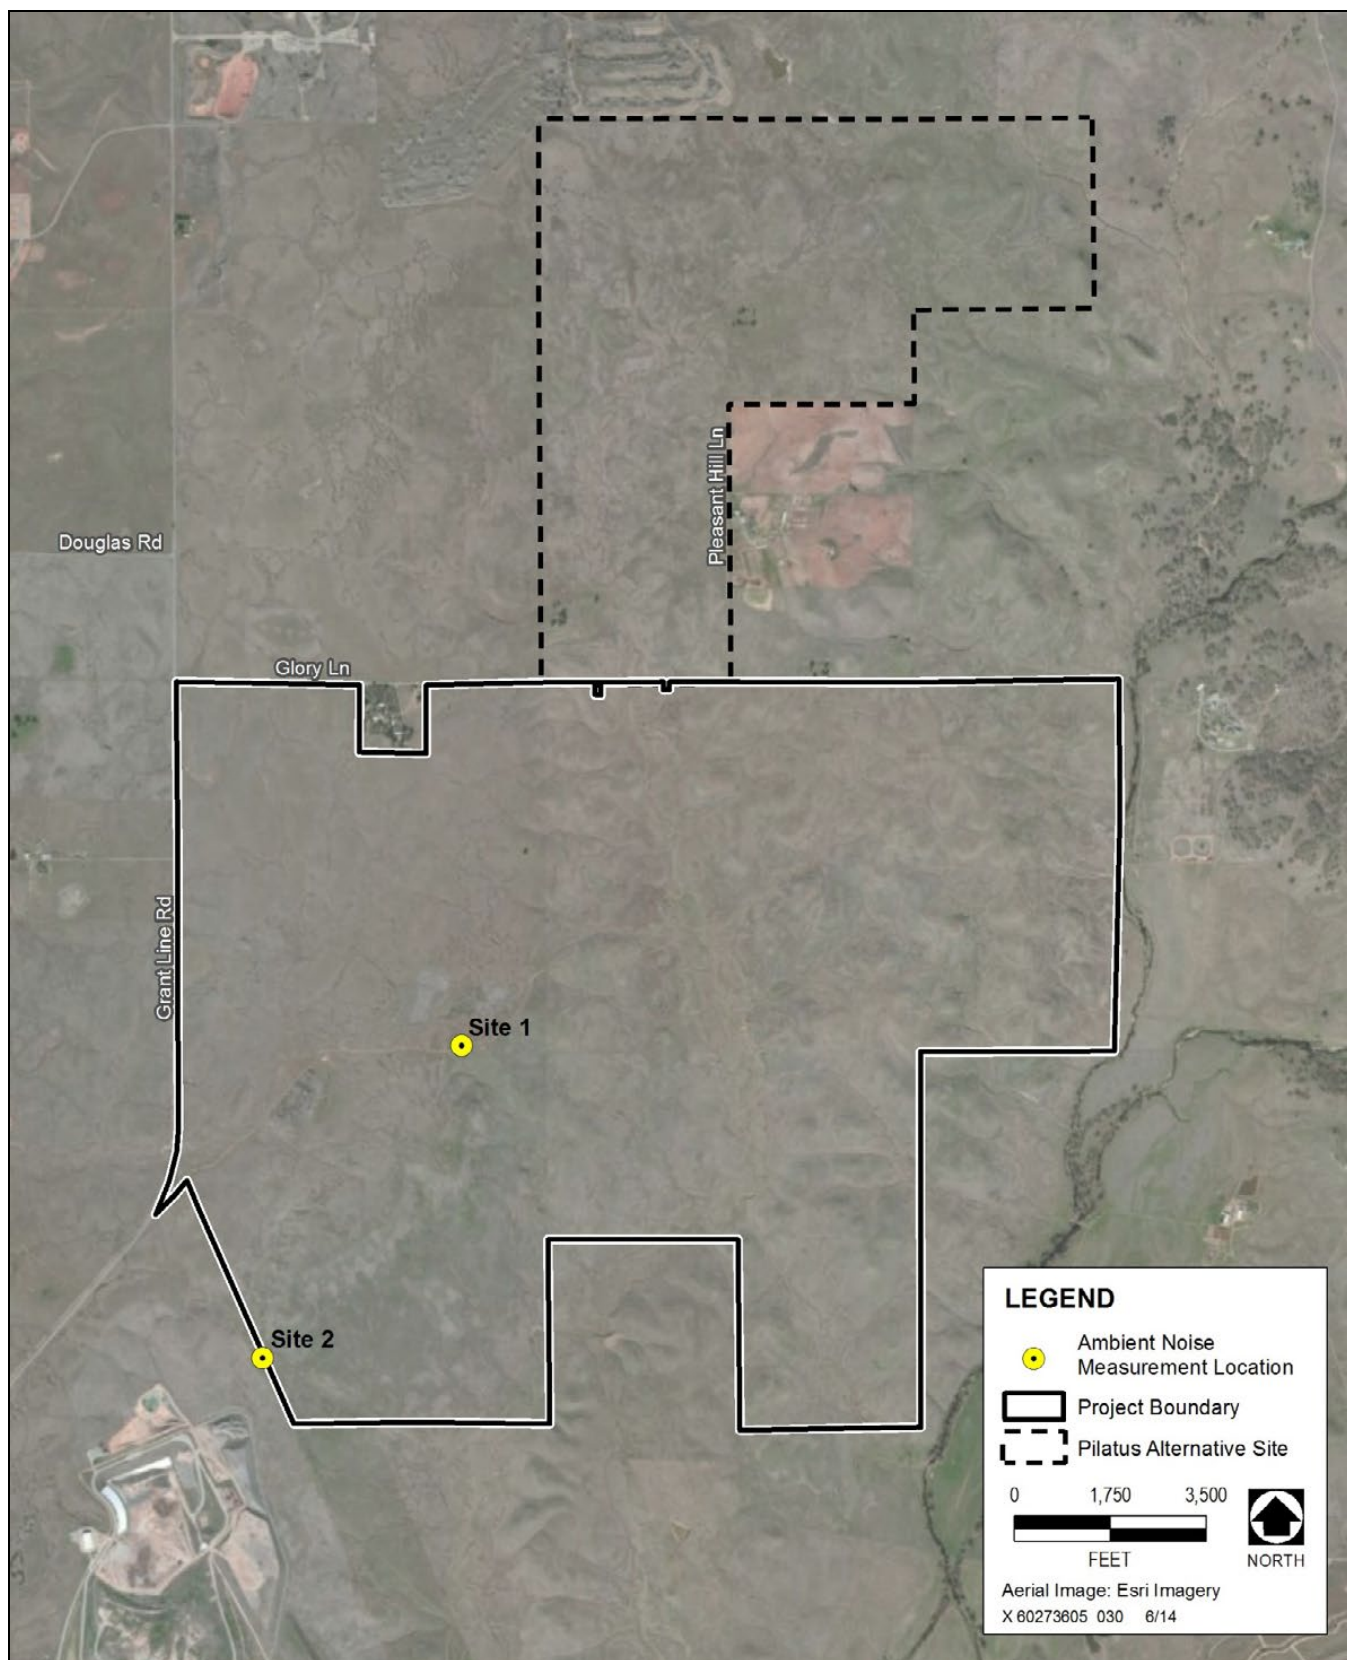 Douglas Rd
Pleasant Hill Ln
Glory Ln
Grant Line Rd
Site 1
Site 2
LEGEND
Ambient Noise
Measurement Location
Project Boundary
Pilatus Alternative Site
0 1,750 3,500
FEET
NORTH
Aerial Image: Esri Imagery
X 60273605 030 6/14